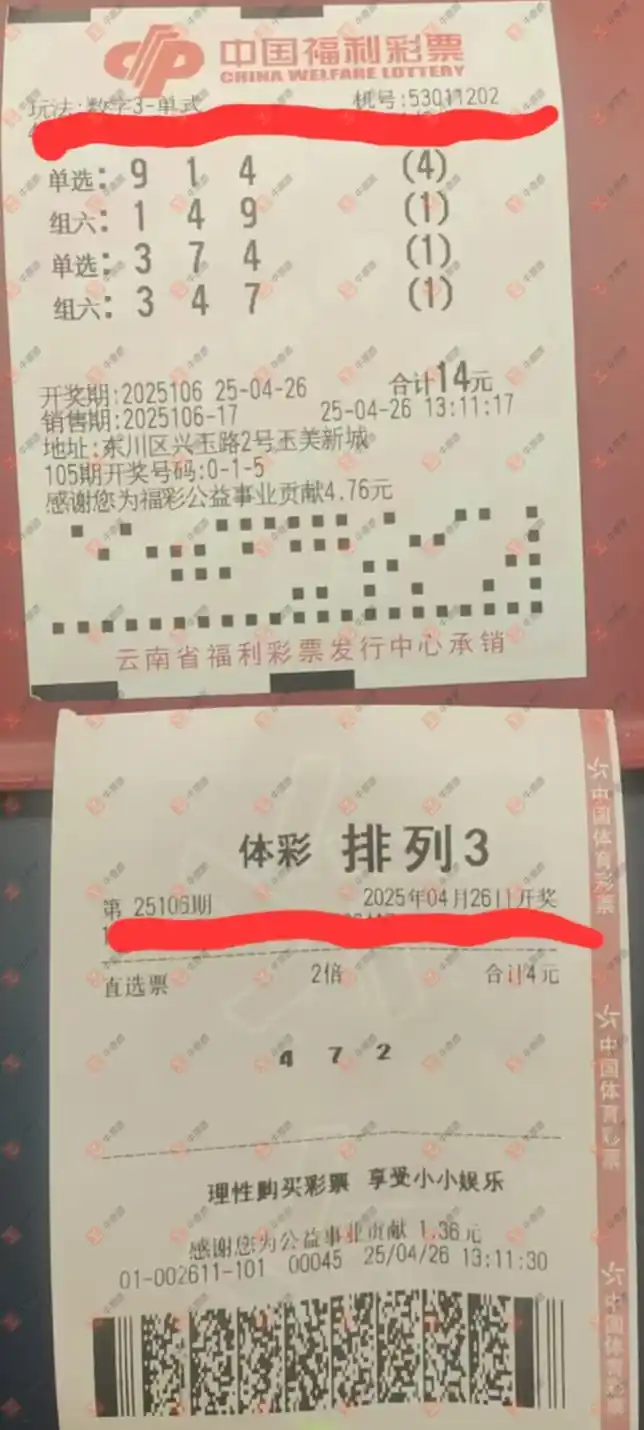 中国福利彩票
CHINA WELFARE LOTTERY
玩法:数字3-单式 机号:53011202
单选: 9 1 4 (4)
组六: 1 4 9 (1)
单选: 3 7 4 (1)
组六: 3 4 7 (1)
开奖期:2025106 25-04-26 合计14元
销售期:2025106-17 25-04-26 13:11:17
地址:东川区兴玉路2号玉美新城
105期开奖号码:0-1-5
感谢您为福彩公益事业贡献4.76元
云南省福利彩票发行中心承销
体彩 排列3
第 25106期 2025年04月26日开奖
直选票 2倍 合计4元
4 7 2
理性购买彩票 享受小小娱乐
感谢您为公益事业贡献 1.36元
01-002611-101 00045 25/04/26 13:11:30
中国体育彩票
中国体育彩票
中国体育彩票